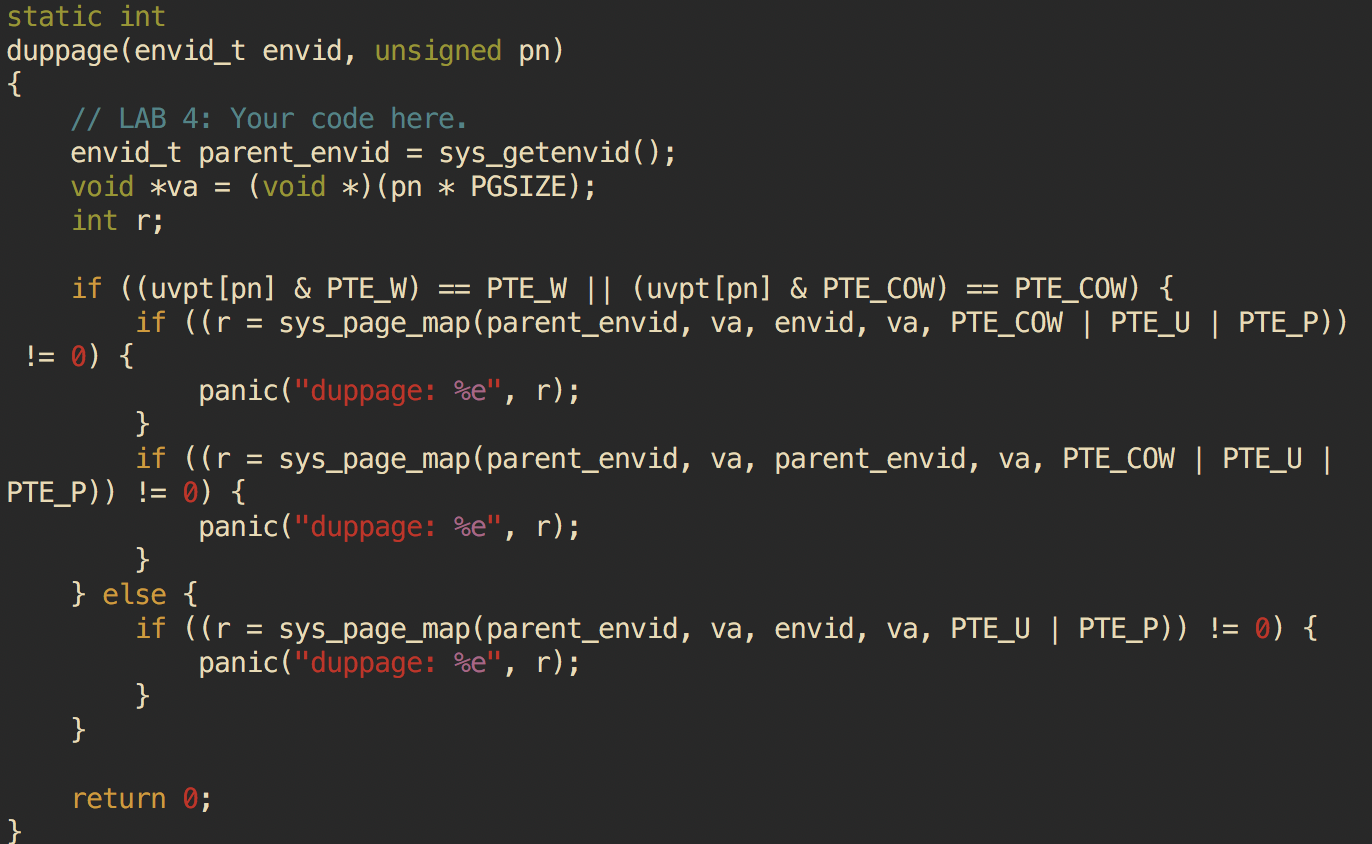 static int
duppage(envid_t envid, unsigned pn)
{
    // LAB 4: Your code here.
    envid_t parent_envid = sys_getenvid();
    void *va = (void *)(pn * PGSIZE);
    int r;

    if ((uvpt[pn] & PTE_W) == PTE_W || (uvpt[pn] & PTE_COW) == PTE_COW) {
        if ((r = sys_page_map(parent_envid, va, envid, va, PTE_COW | PTE_U | PTE_P))
 != 0) {
            panic("duppage: %e", r);
        }
        if ((r = sys_page_map(parent_envid, va, parent_envid, va, PTE_COW | PTE_U |
PTE_P)) != 0) {
            panic("duppage: %e", r);
        }
    } else {
        if ((r = sys_page_map(parent_envid, va, envid, va, PTE_U | PTE_P)) != 0) {
            panic("duppage: %e", r);
        }
    }

    return 0;
}